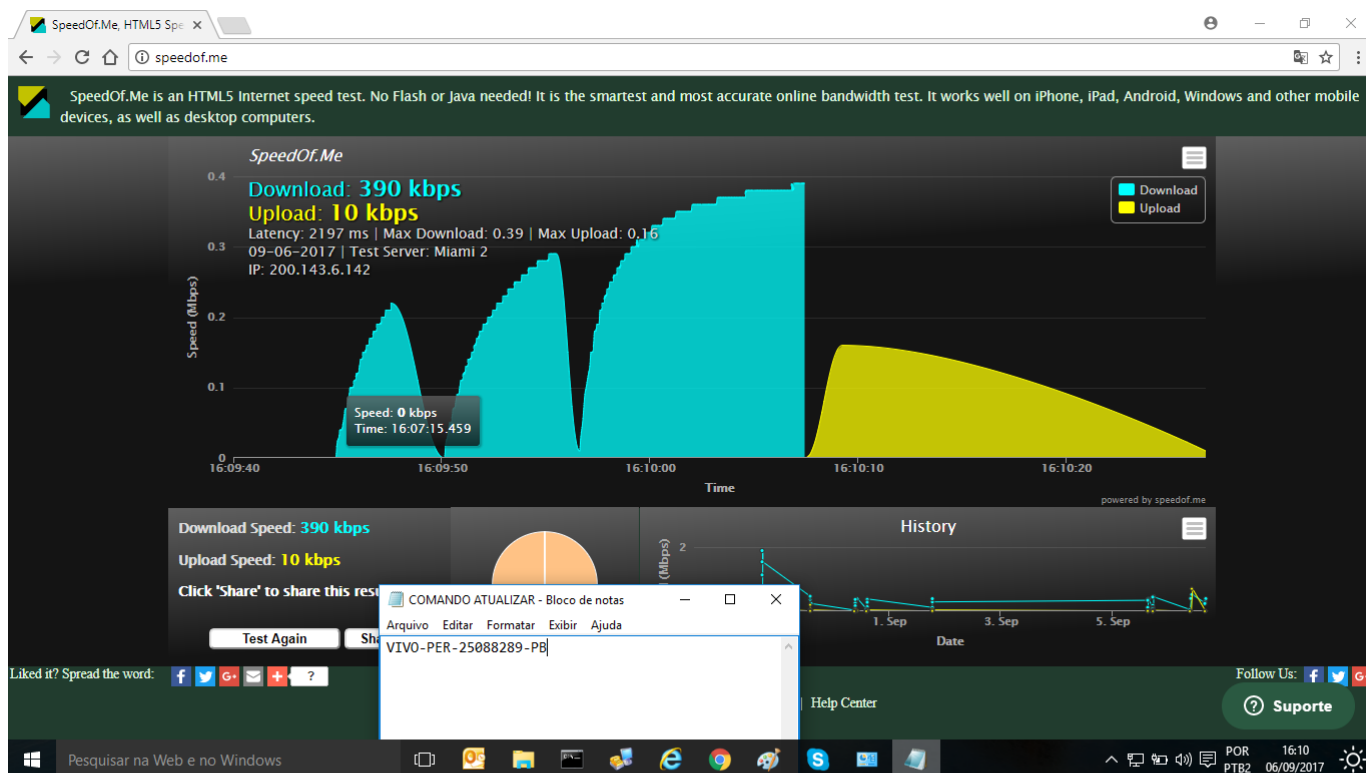 SpeedOf.Me, HTML5 Spe
speedof.me
SpeedOf.Me is an HTML5 Internet speed test. No Flash or Java needed! It is the smartest and most accurate online bandwidth test. It works well on iPhone, iPad, Android, Windows and other mobile
devices, as well as desktop computers.
SpeedOf.Me
Download: 390 kbps
Upload: 10 kbps
Latency: 2197 ms | Max Download: 0.39 | Max Upload: 0.16
09-06-2017 | Test Server: Miami 2
IP: 200.143.6.142
Download
Upload
Speed (Mbps)
0.4
0.3
0.2
0.1
0
Speed: 0 kbps
Time: 16:07:15.459
16:09:40
16:09:50
16:10:00
16:10:10
16:10:20
Time
powered by speedof.me
Download Speed: 390 kbps
Upload Speed: 10 kbps
Click 'Share' to share this resu
Test Again
Sha
History
(Mbps)
2
1. Sep
3. Sep
5. Sep
Date
COMANDO ATUALIZAR - Bloco de notas
Arquivo Editar Formatar Exibir Ajuda
VIVO-PER-25088289-PB
Liked it? Spread the word:
?
| Help Center
Follow Us:
Suporte
Pesquisar na Web e no Windows
POR
PTB2
16:10
06/09/2017